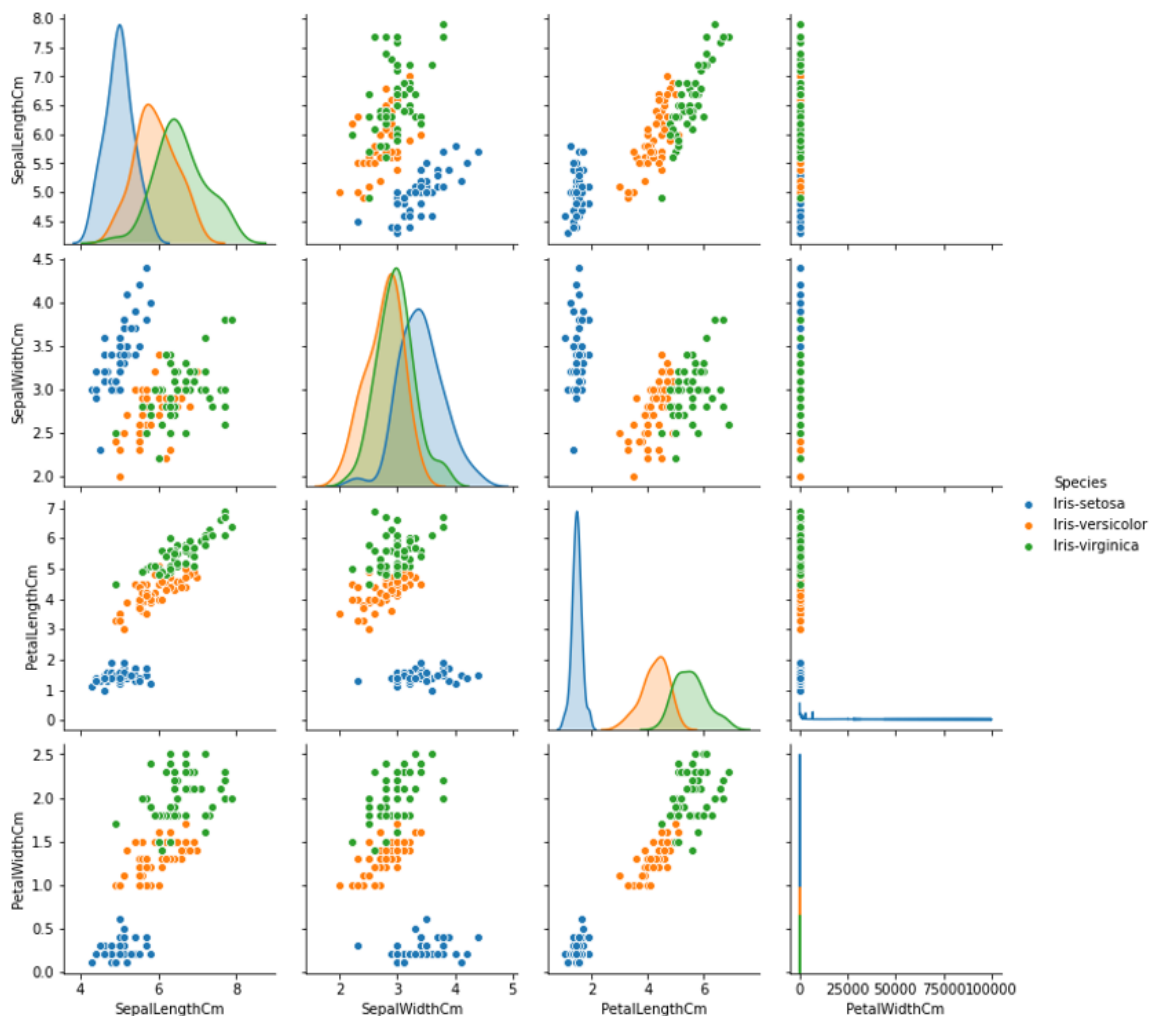 SepalLengthCm
8.0
7.5
7.0
6.5
6.0
5.5
5.0
4.5
SepalWidthCm
4.5
4.0
3.5
3.0
2.5
2.0
Species
Iris-setosa
Iris-versicolor
Iris-virginica
PetalLengthCm
7
6
5
4
3
2
1
0
PetalWidthCm
2.5
2.0
1.5
1.0
0.5
0.0
4 6 8
SepalLengthCm
2 3 4 5
SepalWidthCm
2 4 6
PetalLengthCm
0 25000 50000 75000 100000
PetalWidthCm